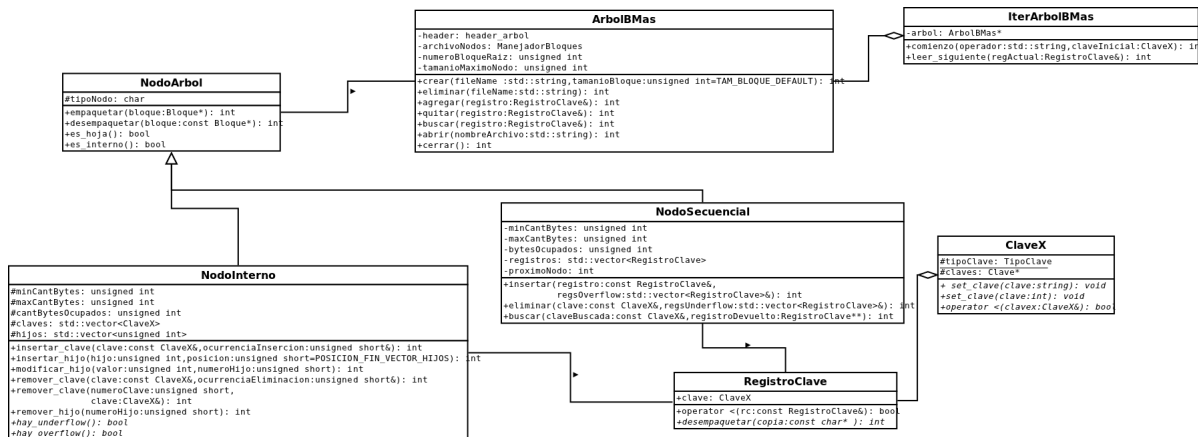 ArbolBMas
-header: header_arbol
-archivoNodos: ManejadorBloques
-numeroBloqueRaiz: unsigned int
-tamanioMaximoNodo: unsigned int
+crear(fileName :std::string,tamanioBloque:unsigned int=TAM_BLOQUE_DEFAULT): int
+eliminar(fileName:std::string): int
+agregar(registro:RegistroClave&): int
+quitar(registro:RegistroClave&): int
+buscar(registro:RegistroClave&): int
+abrir(nombreArchivo:std::string): int
+cerrar(): int
IterArbolBMas
-arbol: ArbolBMas*
+comienzo(operador:std::string,claveInicial:ClaveX): int
+leer_siguiente(regActual:RegistroClave&): int
NodoArbol
#tipoNodo: char
+empaquetar(bloque:Bloque*): int
+desempaquetar(bloque:const Bloque*): int
+es_hoja(): bool
+es_interno(): bool
NodoSecuencial
-minCantBytes: unsigned int
-maxCantBytes: unsigned int
-bytesOcupados: unsigned int
-registros: std::vector<RegistroClave>
-proximoNodo: int
+insertar(registro:const RegistroClave&,
regsOverflow:std::vector<RegistroClave>&): int
+eliminar(clave:const ClaveX&,regsUnderflow:std::vector<RegistroClave>&): int
+buscar(claveBuscada:const ClaveX&,registroDevuelto:RegistroClave**): int
ClaveX
#tipoClave: TipoClave
#claves: Clave*
+ set_clave(clave:string): void
+set_clave(clave:int): void
+operator <(clavex:ClaveX&): bool
NodoInterno
#minCantBytes: unsigned int
#maxCantBytes: unsigned int
#cantBytesOcupados: unsigned int
#claves: std::vector<ClaveX>
#hijos: std::vector<unsigned int>
+insertar_clave(clave:const ClaveX&,ocurrenciaInsercion:unsigned short&): int
+insertar_hijo(hijo:unsigned int,posicion:unsigned short=POSICION_FIN_VECTOR_HIJOS): int
+modificar_hijo(valor:unsigned int,numeroHijo:unsigned short): int
+remover_clave(clave:const ClaveX&,ocurrenciaEliminacion:unsigned short&): int
+remover_clave(numeroClave:unsigned short,
clave:ClaveX&): int
+remover_hijo(numeroHijo:unsigned short): int
+hay_underflow(): bool
+hay_overflow(): bool
RegistroClave
+clave: ClaveX
+operator <(rc:const RegistroClave&): bool
+desempaquetar(copia:const char* ): int